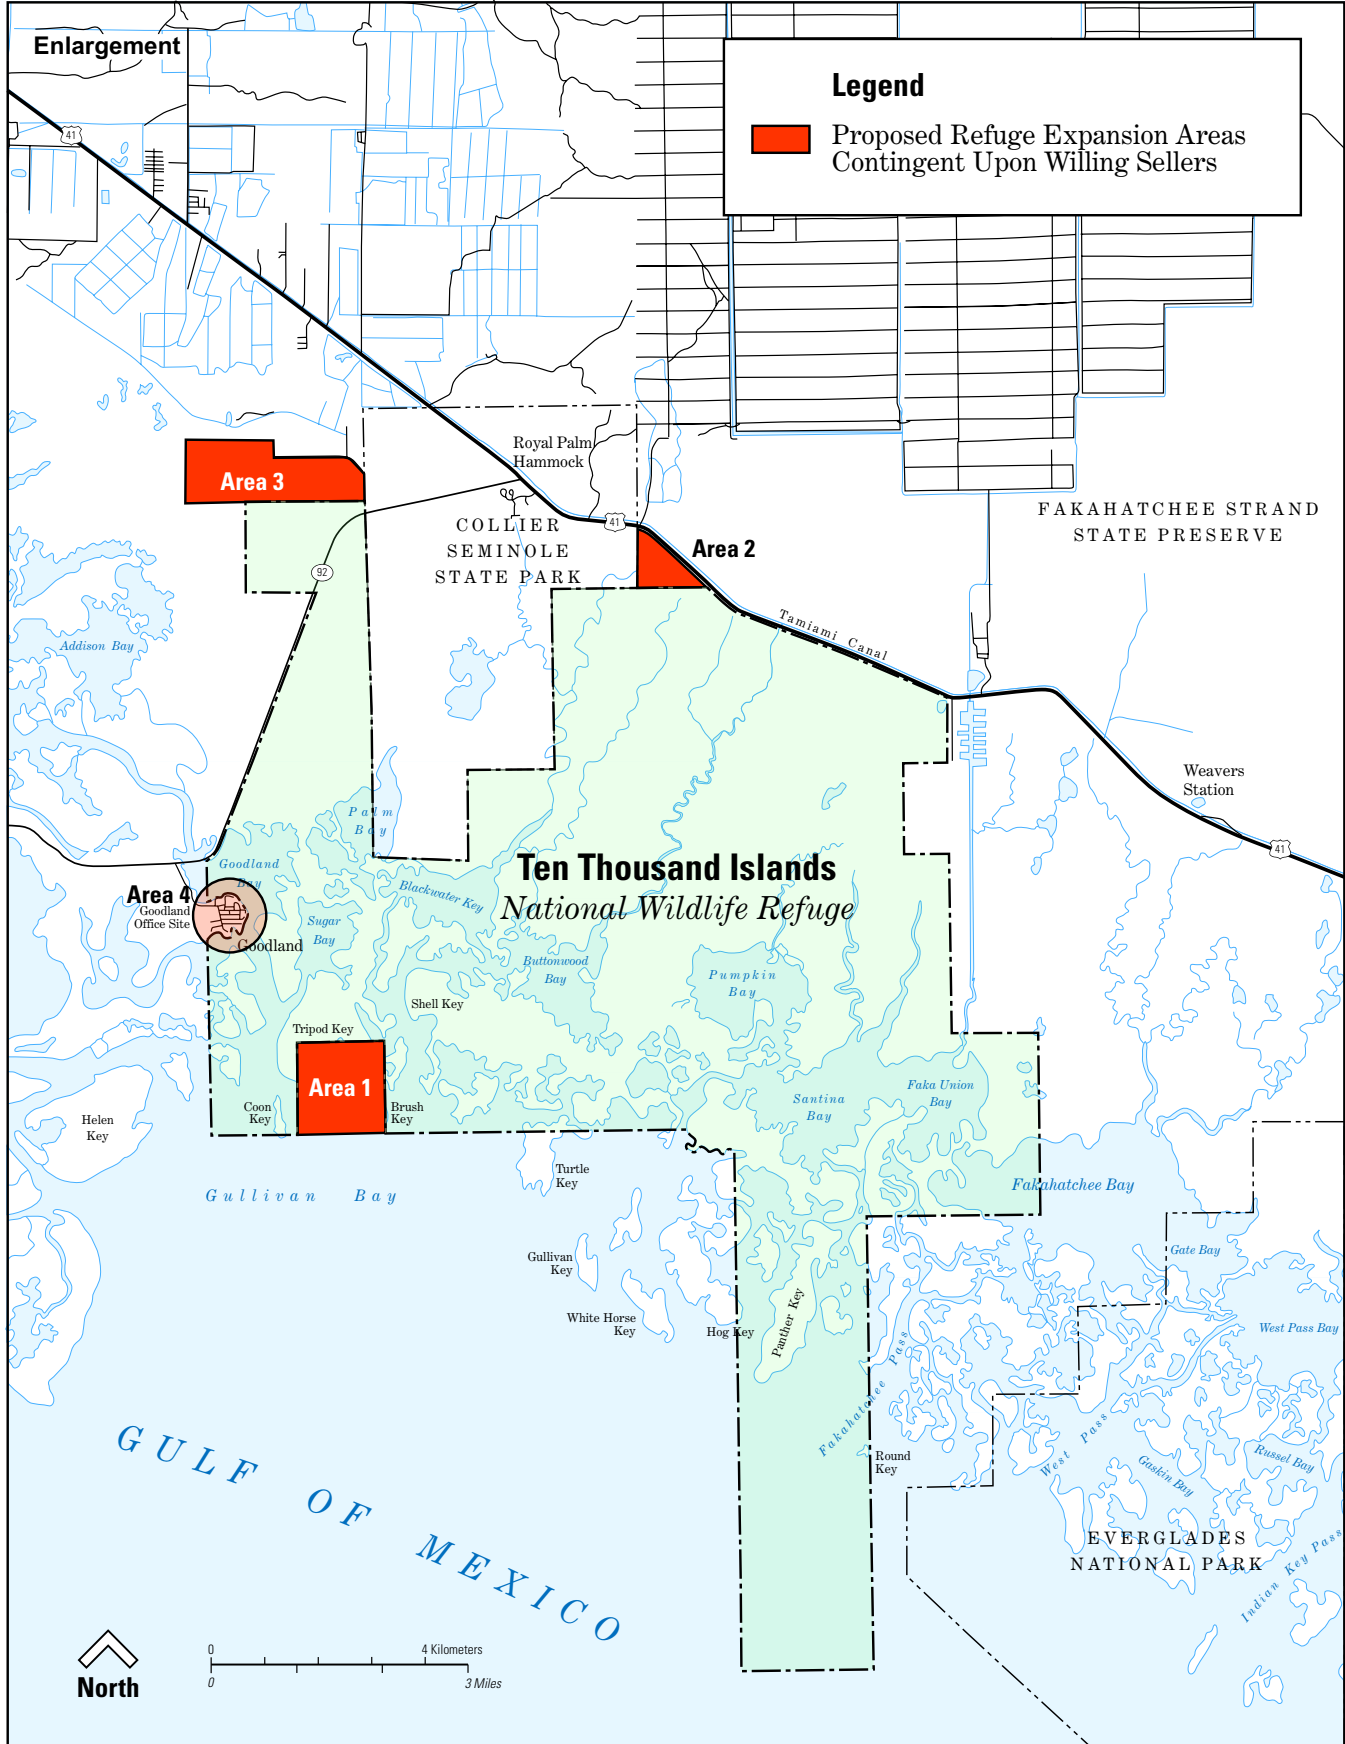 Enlargement
Legend
Proposed Refuge Expansion Areas
Contingent Upon Willing Sellers
41
Royal Palm
Hammock
Area 3
41
COLLIER
SEMINOLE
STATE PARK
FAKAHATCHEE STRAND
STATE PRESERVE
Area 2
92
Tamiami Canal
Addison Bay
Weavers
Station
41
Palm
Bay
Goodland
Bay
Ten Thousand Islands
National Wildlife Refuge
Blackwater Key
Area 4
Goodland
Office Site
Goodland
Sugar
Bay
Buttonwood
Bay
Pumpkin
Bay
Shell Key
Tripod Key
Area 1
Coon
Key
Brush
Key
Helen
Key
Santina
Bay
Faka Union
Bay
Gullivan Bay
Turtle
Key
Fakahatchee Bay
Gullivan
Key
White Horse
Key
Hog Key
Panther Key
Fakahatchee Pass
Gate Bay
West Pass Bay
Round
Key
West Pass
Gaskin Bay
Russel Bay
EVERGLADES
NATIONAL PARK
Indian Key Pass
GULF OF MEXICO
North
0 4 Kilometers
0 3 Miles